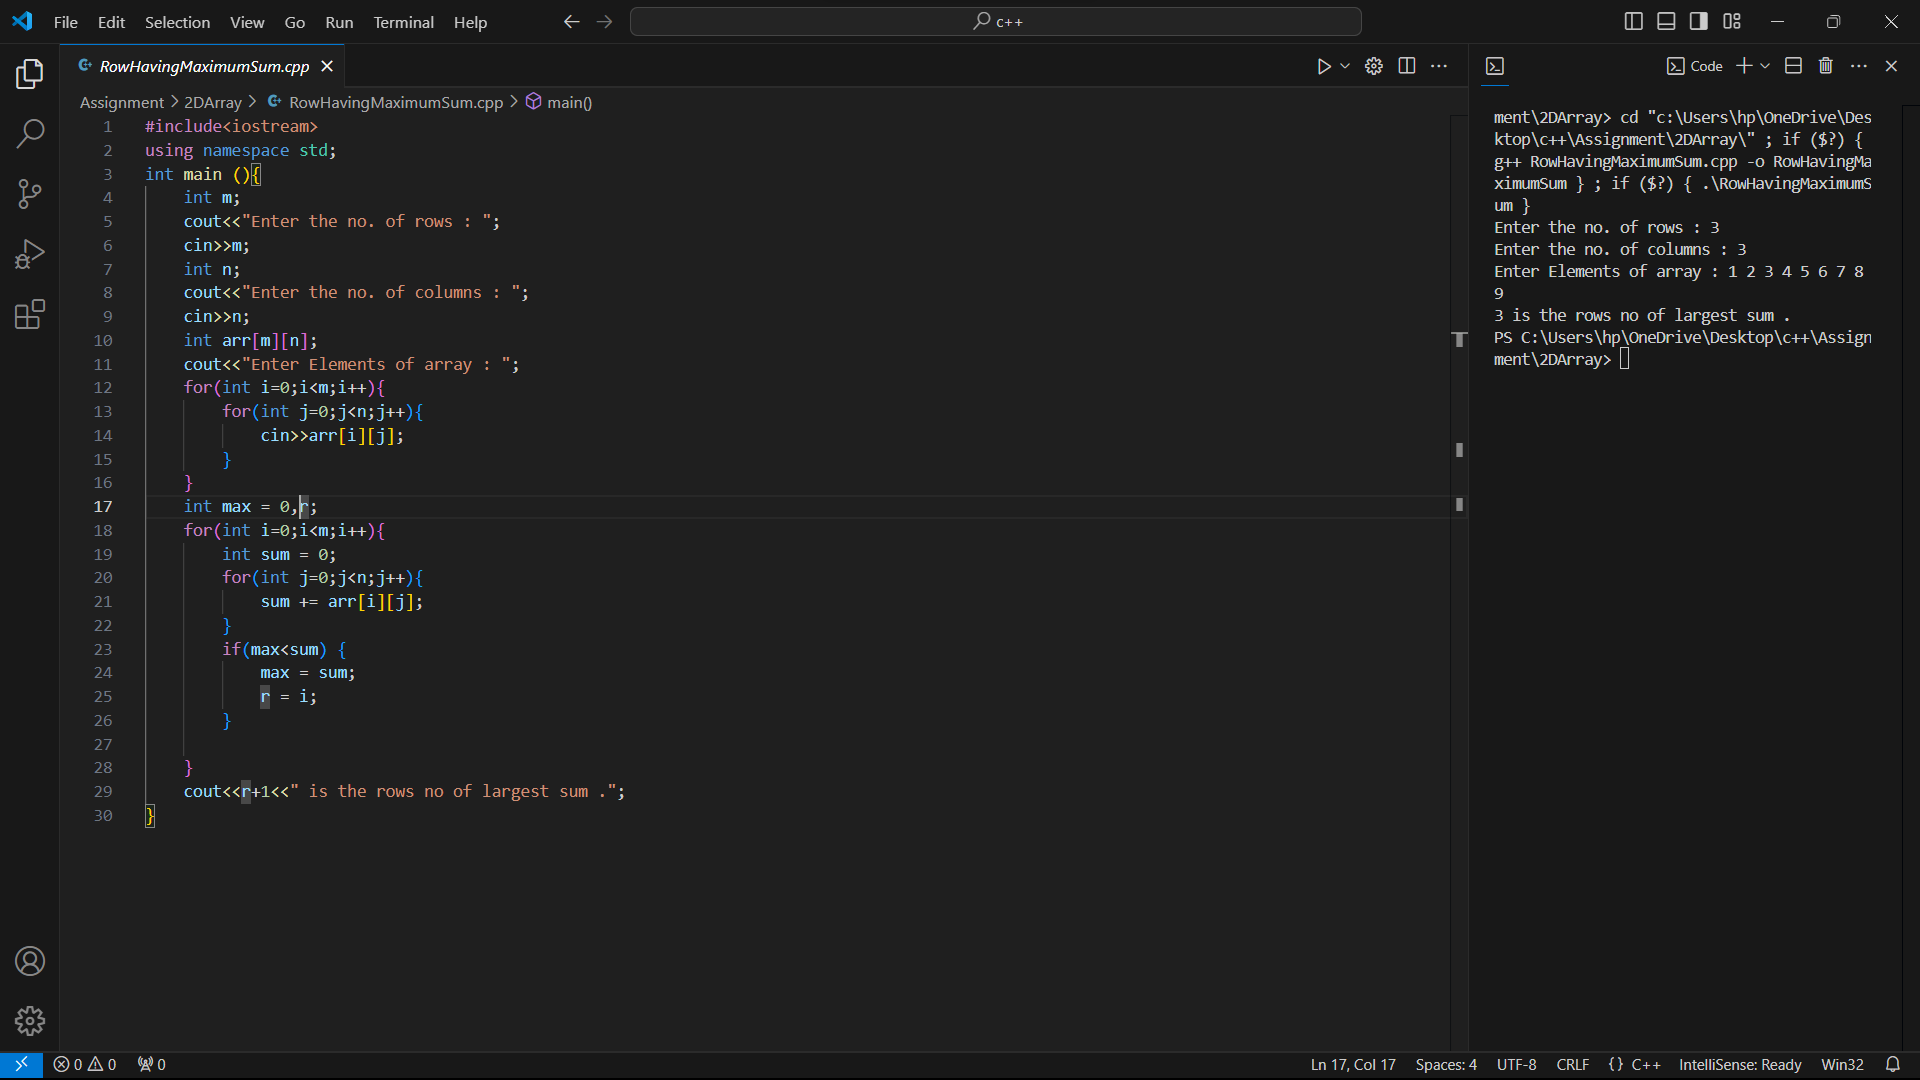 File Edit Selection View Go Run Terminal Help
c++
RowHavingMaximumSum.cpp
Assignment > 2DArray > RowHavingMaximumSum.cpp > main()
1 #include<iostream>
2 using namespace std;
3 int main (){
4 int m;
5 cout<<"Enter the no. of rows : ";
6 cin>>m;
7 int n;
8 cout<<"Enter the no. of columns : ";
9 cin>>n;
10 int arr[m][n];
11 cout<<"Enter Elements of array : ";
12 for(int i=0;i<m;i++){
13 for(int j=0;j<n;j++){
14 cin>>arr[i][j];
15 }
16 }
17 int max = 0,r;
18 for(int i=0;i<m;i++){
19 int sum = 0;
20 for(int j=0;j<n;j++){
21 sum += arr[i][j];
22 }
23 if(max<sum) {
24 max = sum;
25 r = i;
26 }
27
28 }
29 cout<<r+1<<" is the rows no of largest sum .";
30 }
Code
ment\2DArray> cd "c:\Users\hp\OneDrive\Des
ktop\c++\Assignment\2DArray\" ; if ($?) {
g++ RowHavingMaximumSum.cpp -o RowHavingMa
ximumSum } ; if ($?) { .\RowHavingMaximumS
um }
Enter the no. of rows : 3
Enter the no. of columns : 3
Enter Elements of array : 1 2 3 4 5 6 7 8
9
3 is the rows no of largest sum .
PS C:\Users\hp\OneDrive\Desktop\c++\Assign
ment\2DArray>
0 0 0 Ln 17, Col 17 Spaces: 4 UTF-8 CRLF {} C++ IntelliSense: Ready Win32